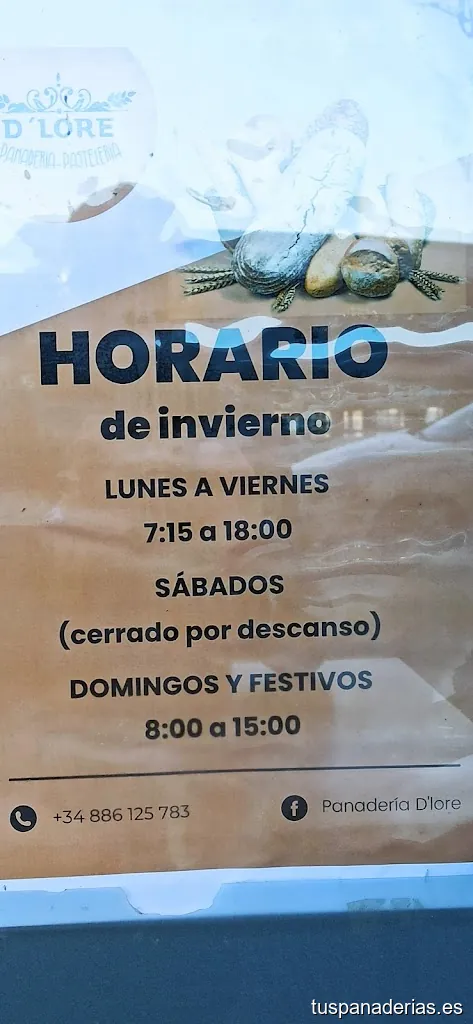 D'LORE
PANADERIA - PASTELERIA
HORARIO
de invierno
LUNES A VIERNES
7:15 a 18:00
SÁBADOS
(cerrado por descanso)
DOMINGOS Y FESTIVOS
8:00 a 15:00
+34 886 125 783
Panadería D'lore
tuspanaderias.es